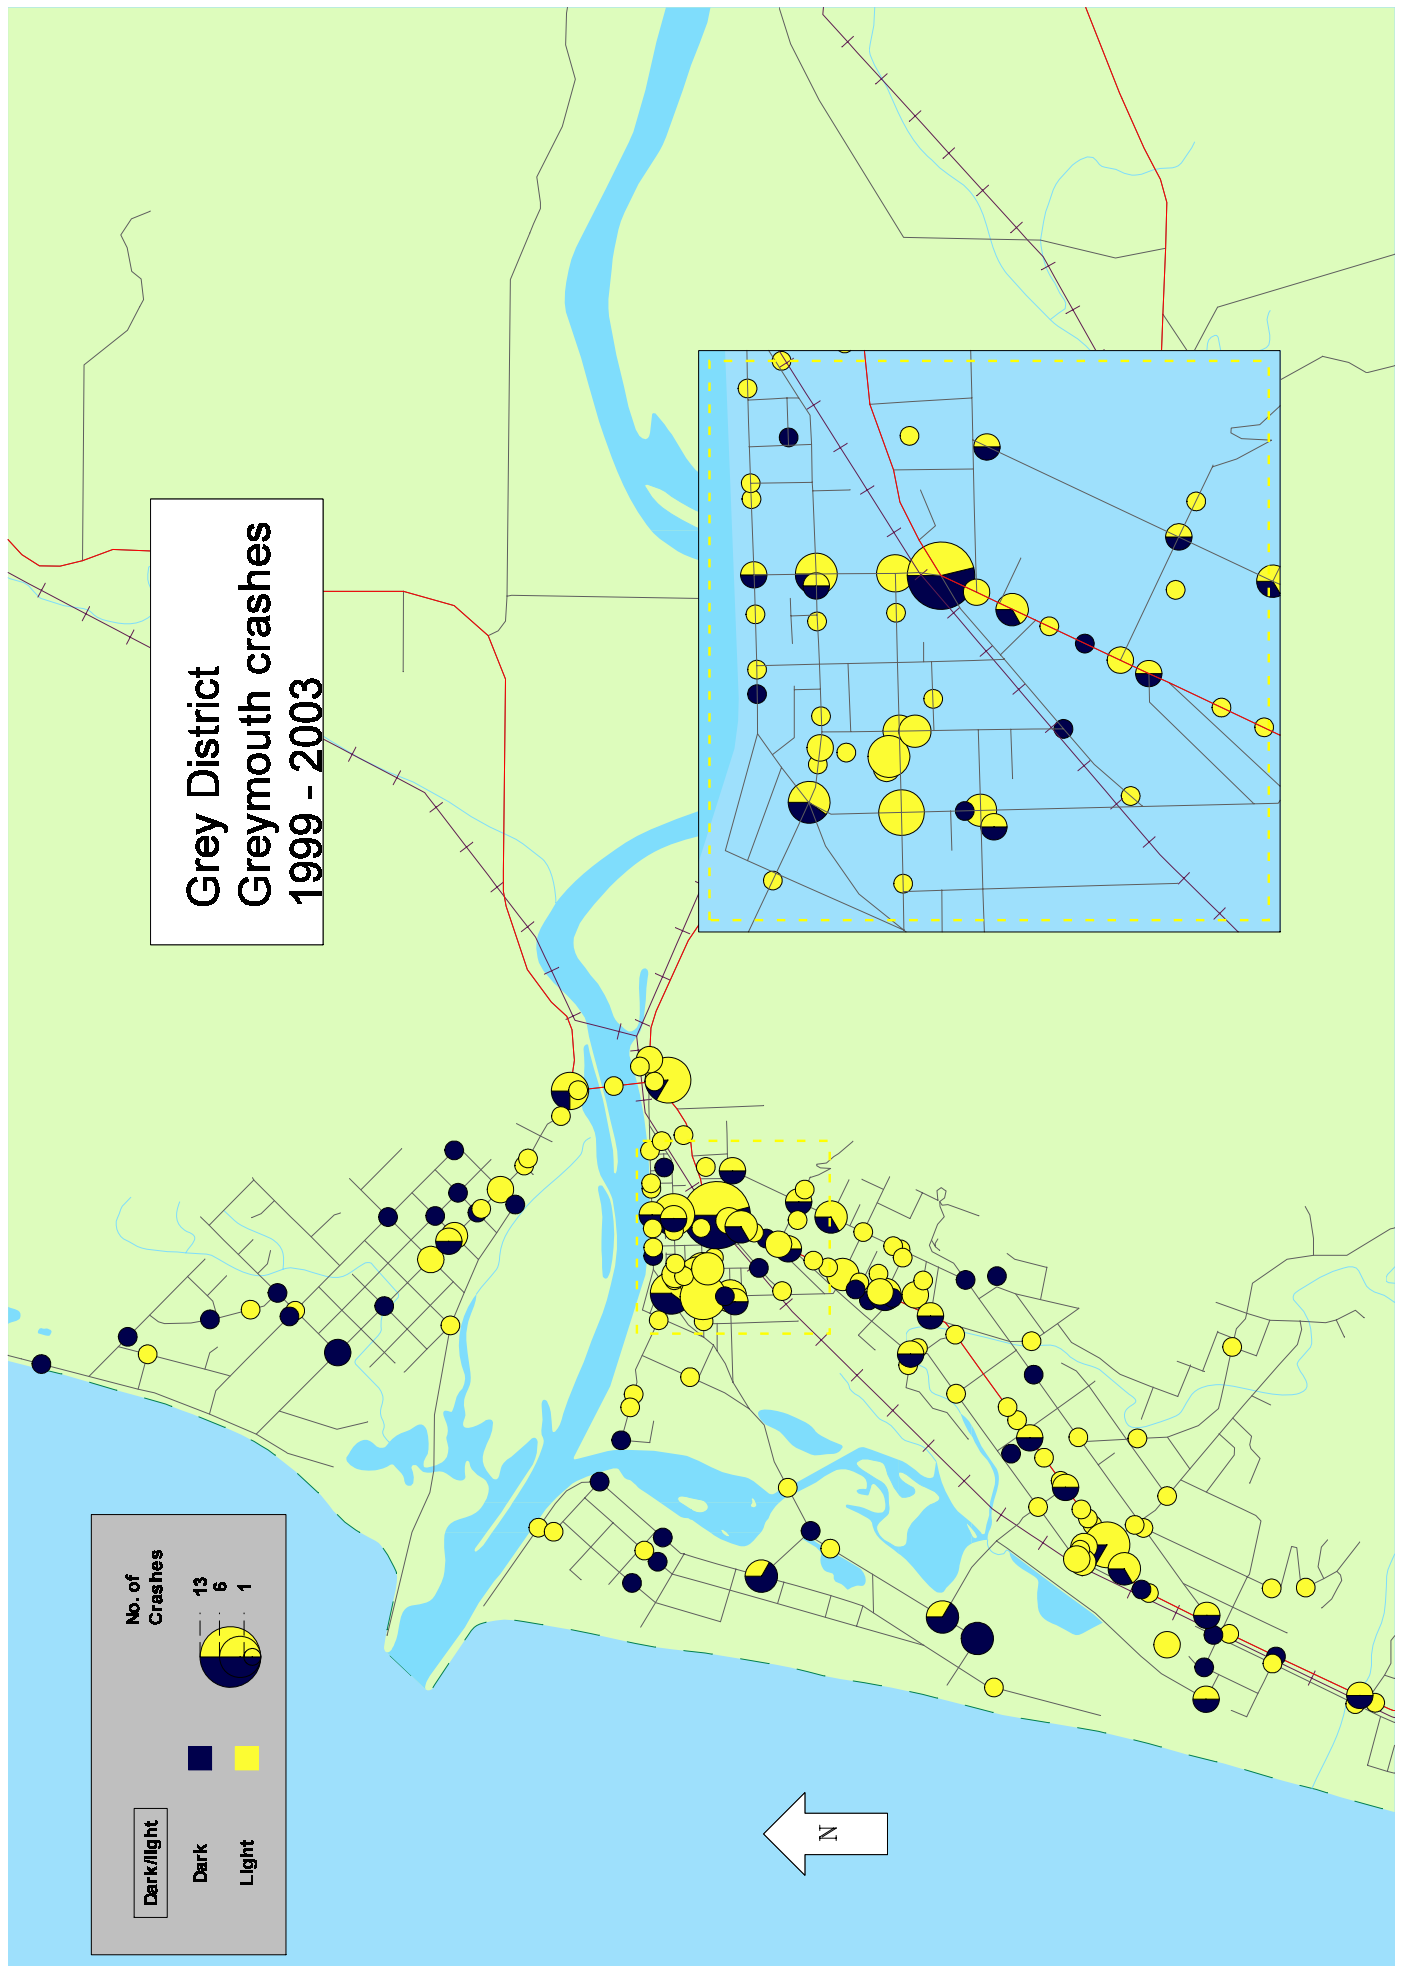 Grey District
Greymouth crashes
1999 - 2003
No. of
Crashes
13
6
1
Dark/light
Dark
Light
N